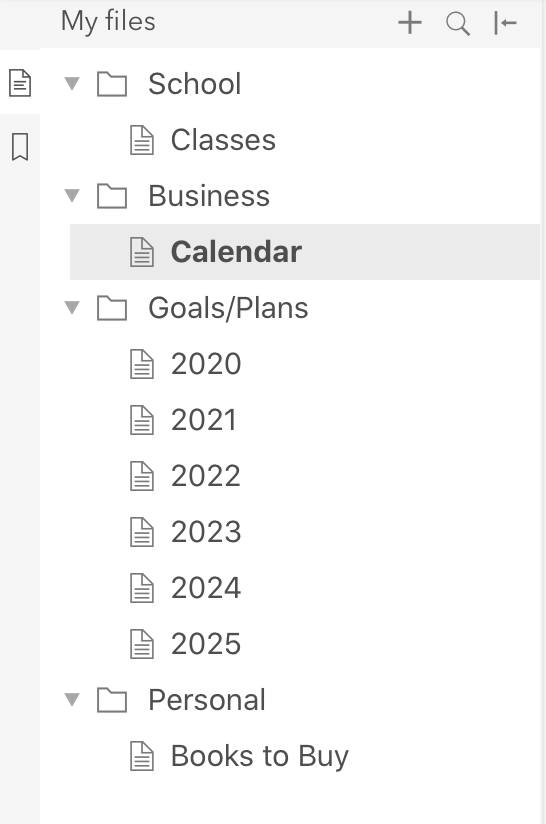 My files
School
Classes
Business
Calendar
Goals/Plans
2020
2021
2022
2023
2024
2025
Personal
Books to Buy